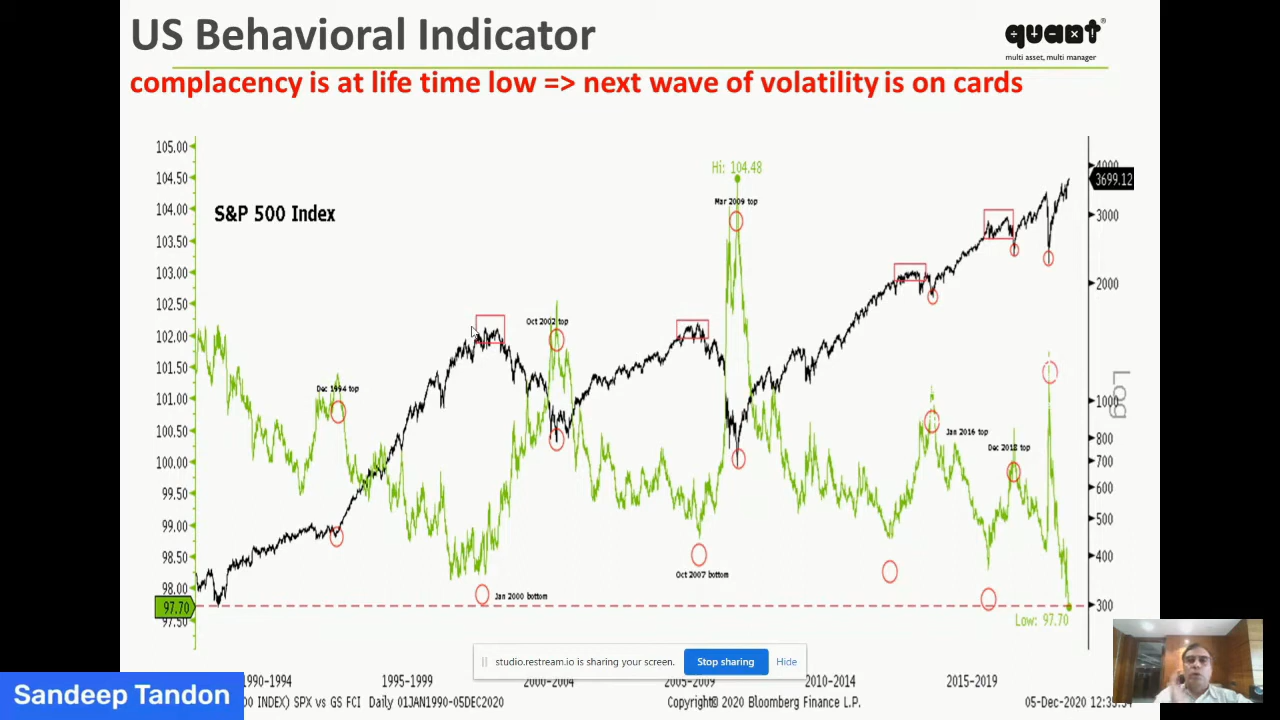 US Behavioral Indicator
quant
multi asset, multi manager
complacency is at life time low => next wave of volatility is on cards
105.00
104.50
104.00
103.50
103.00
102.50
102.00
101.50
101.00
100.50
100.00
99.50
99.00
98.50
98.00
97.70
97.50
S&P 500 Index
Hi: 104.48
Mar 2009 top
Oct 2002 top
Dec 1994 top
Jan 2016 top
Dec 2018 top
Oct 2007 bottom
Jan 2000 bottom
Low: 97.70
4000
3699.12
3000
2000
1000
800
700
600
500
400
300
Log
studio.restream.io is sharing your screen.
Stop sharing
Hide
1990-1994
1995-1999
2000-2004
2005-2009
2010-2014
2015-2019
Sandeep Tandon
INDEX) SPX vs GS FCI Daily 01JAN1990-05DEC2020
Copyright© 2020 Bloomberg Finance L.P.
05-Dec-2020